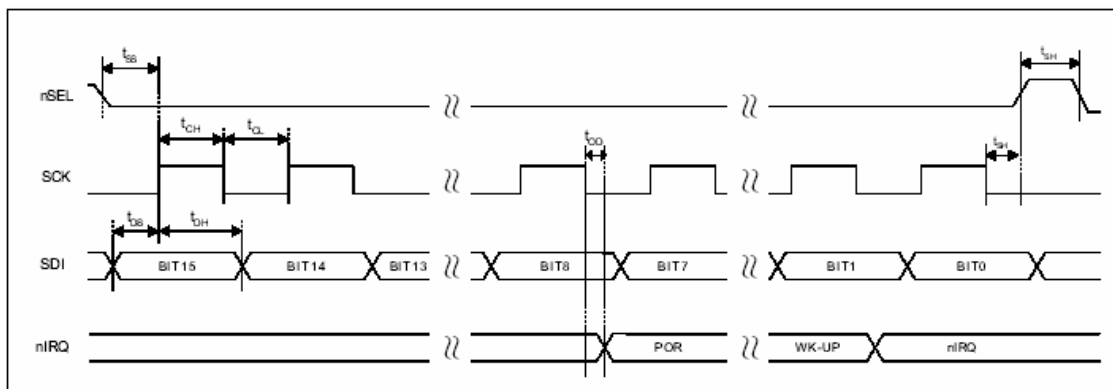 tSS
tSH
nSEL
tCH
tCL
tOD
tSH
SCK
tDS
tDH
SDI
BIT15
BIT14
BIT13
BIT8
BIT7
BIT1
BIT0
nIRQ
POR
WK-UP
nIRQ